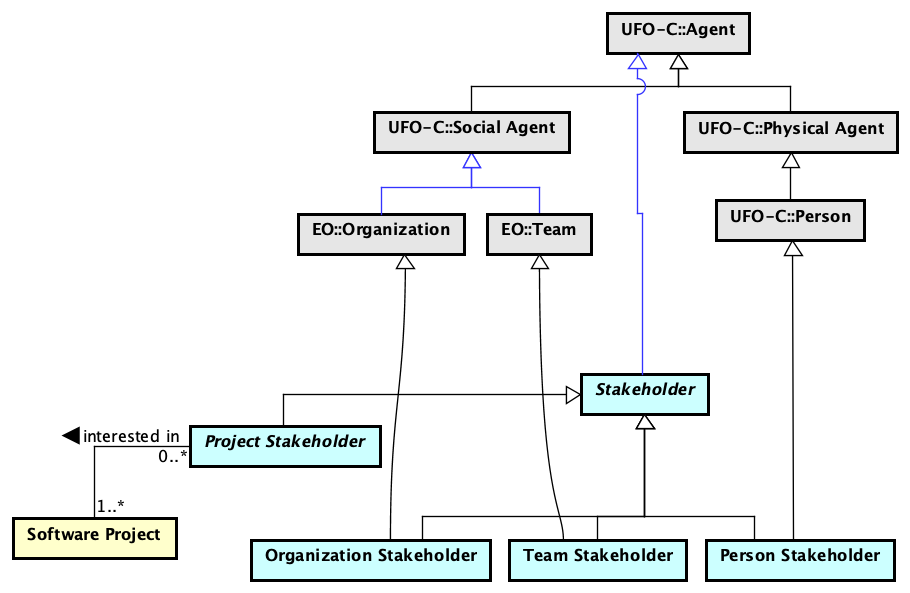 UFO-C::Agent
UFO-C::Social Agent
UFO-C::Physical Agent
UFO-C::Person
EO::Organization
EO::Team
Stakeholder
interested in
Project Stakeholder
0..*
1..*
Software Project
Organization Stakeholder
Team Stakeholder
Person Stakeholder